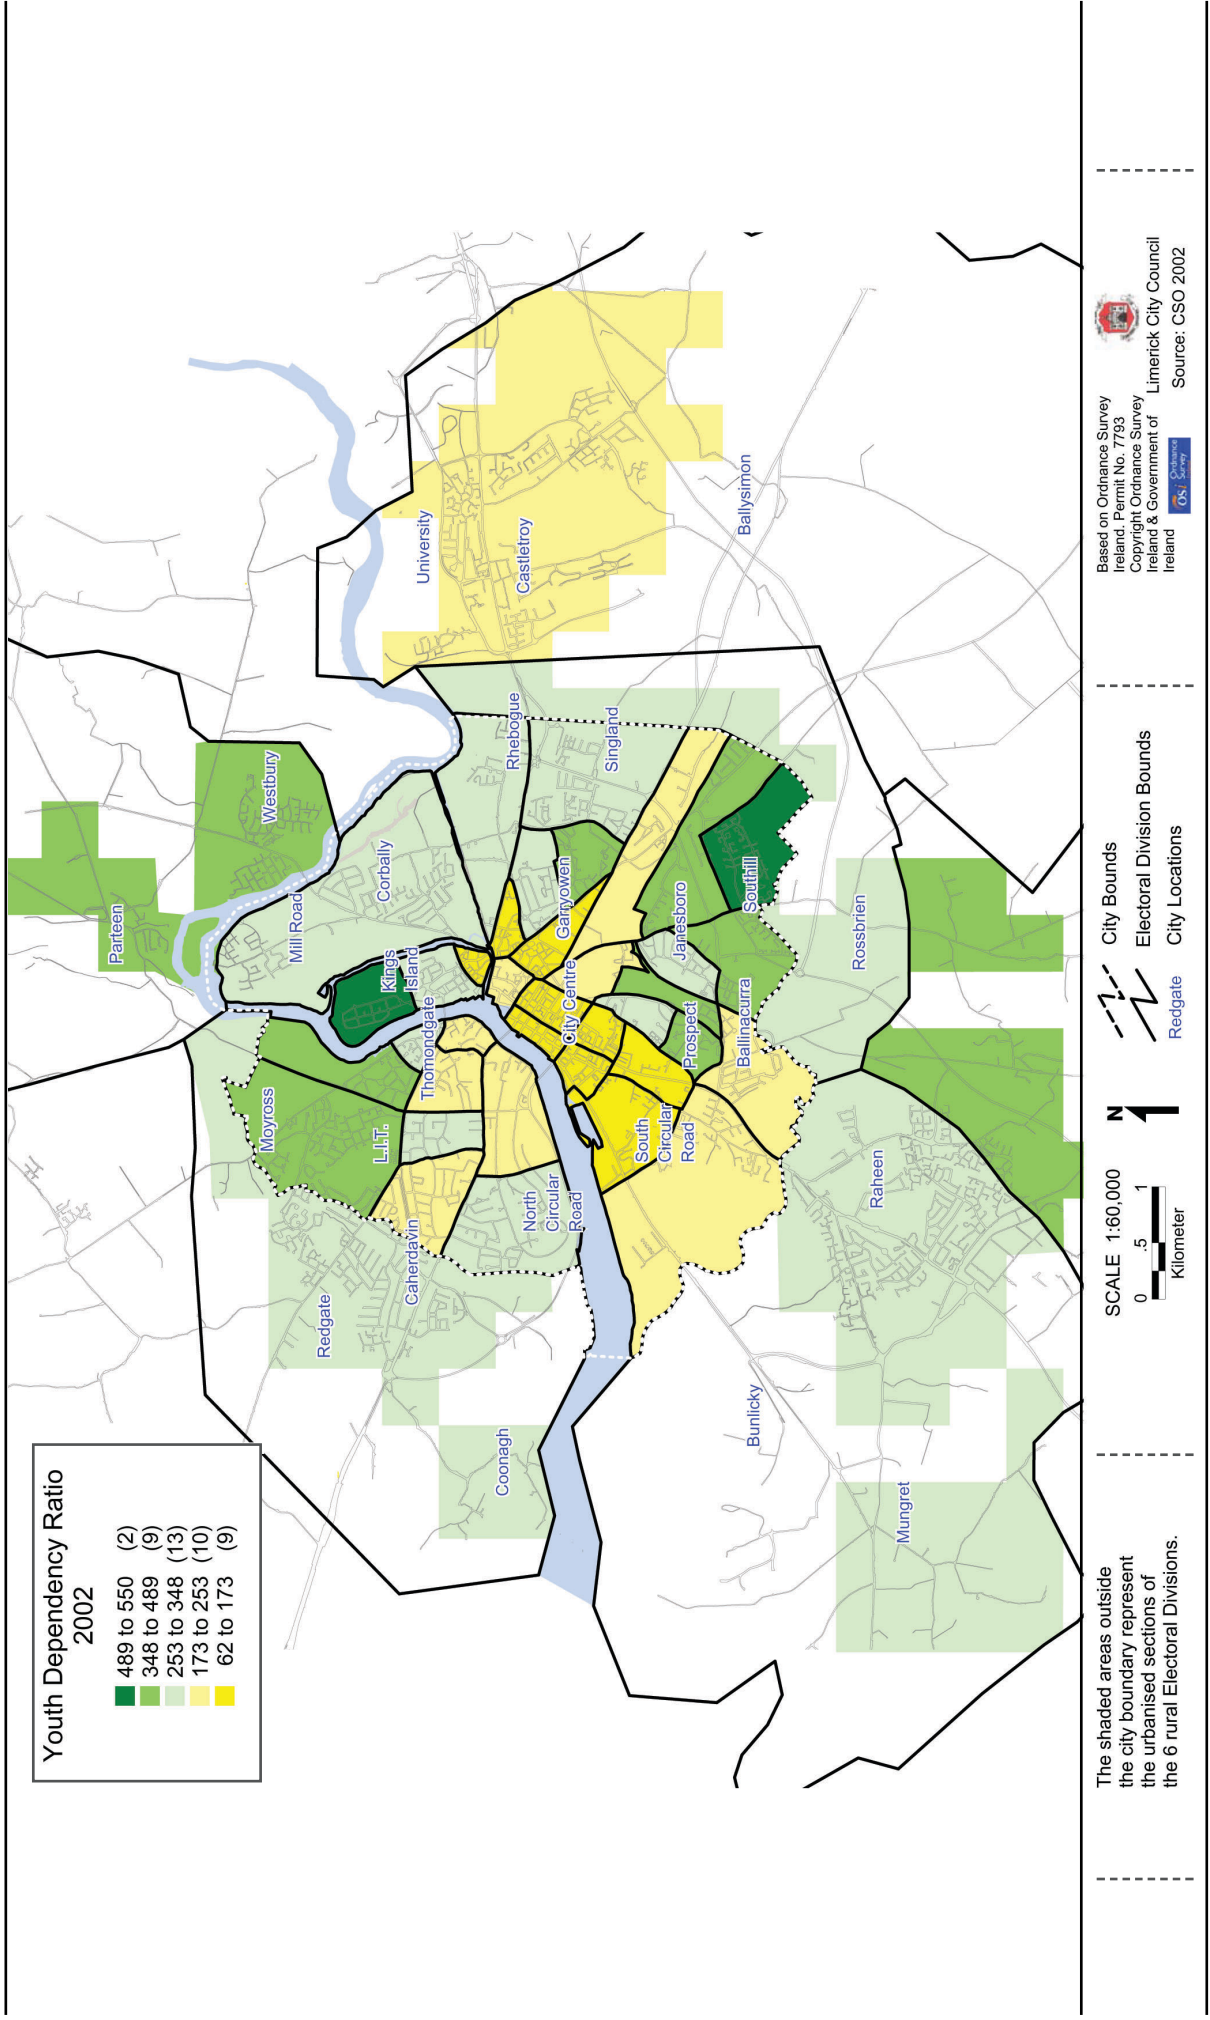 Youth Dependency Ratio
2002
489 to 550 (2)
348 to 489 (9)
253 to 348 (13)
173 to 253 (10)
62 to 173 (9)
Parteen
Westbury
Moyross
Mill Road
Corbally
L.I.T.
Kings
Island
Redgate
Caherdavin
Thomondgate
University
Coonagh
North
Circular
Road
City Centre
Garryowen
Rhebogue
Castletroy
Singland
South
Circular
Road
Prospect
Janesboro
Bunlicky
Ballinacurra
Southill
Ballysimon
Raheen
Rossbrien
Mungret
The shaded areas outside
the city boundary represent
the urbanised sections of
the 6 rural Electoral Divisions.
SCALE 1:60,000
0 .5 1
Kilometer
N
City Bounds
Electoral Division Bounds
Redgate City Locations
Based on Ordnance Survey
Ireland. Permit No. 7793
Copyright Ordnance Survey
Ireland & Government of
Ireland
OSi Ordnance
Survey
Limerick City Council
Source: CSO 2002